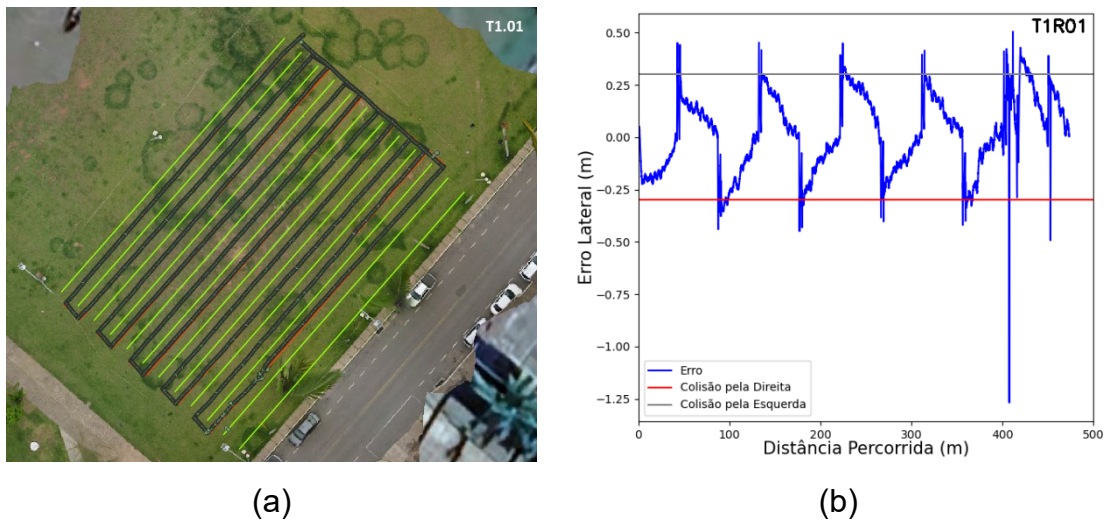 T1.01
T1R01
0.50
0.25
0.00
−0.25
−0.50
−0.75
−1.00
−1.25
Erro Lateral (m)
Erro
Colisão pela Direita
Colisão pela Esquerda
0 100 200 300 400 500
Distância Percorrida (m)
(a) (b)